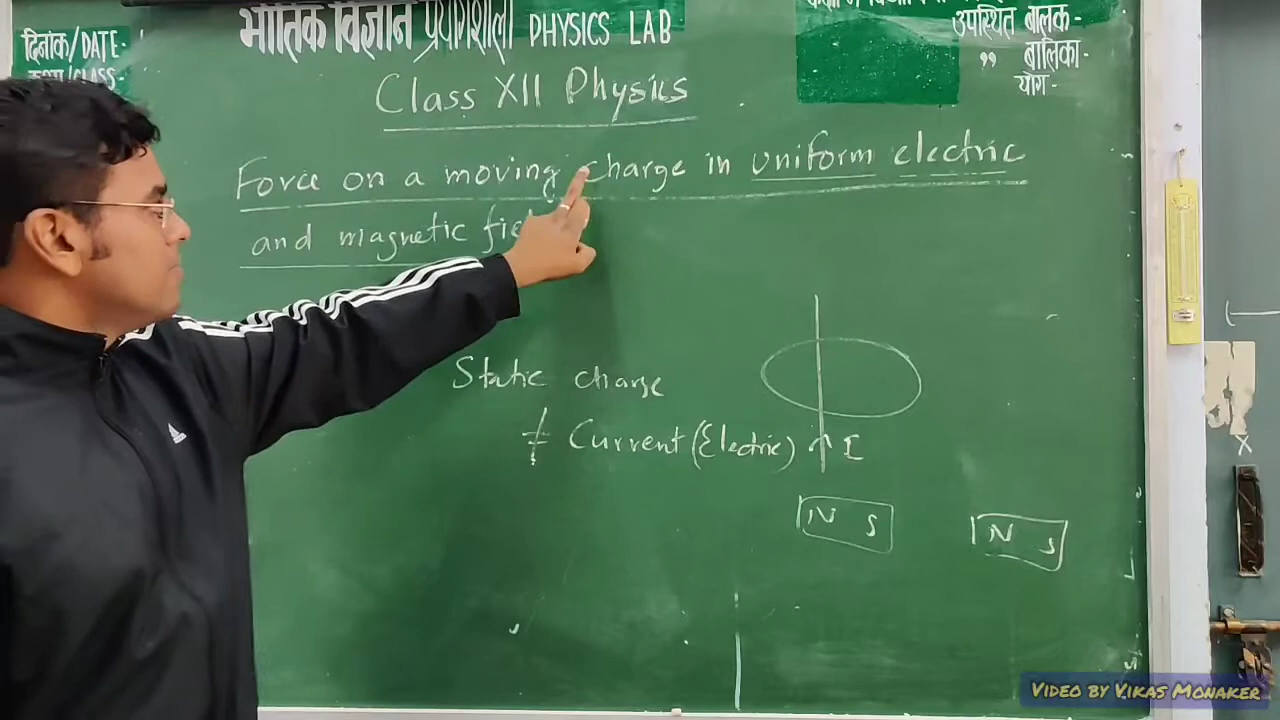 दिनांक/DATE-
भौतिक विज्ञान प्रयोगशाला PHYSICS LAB
उपस्थित बालक-
,, बालिका-
योग-
Class XII Physics
Force on a moving charge in uniform electric
and magnetic
Static charge
≠ Current (Electric) ↑ I
N S
N S
X
VIDEO BY VIKAS MONAKER